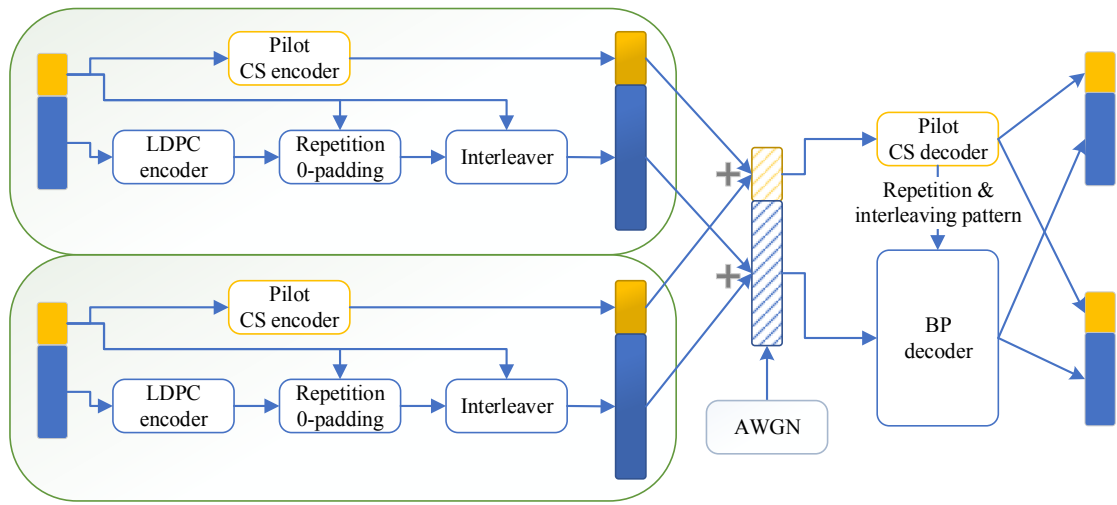 Pilot
CS encoder
LDPC
encoder
Repetition
0-padding
Interleaver
Pilot
CS encoder
LDPC
encoder
Repetition
0-padding
Interleaver
+
+
AWGN
Pilot
CS decoder
Repetition &
interleaving pattern
BP
decoder